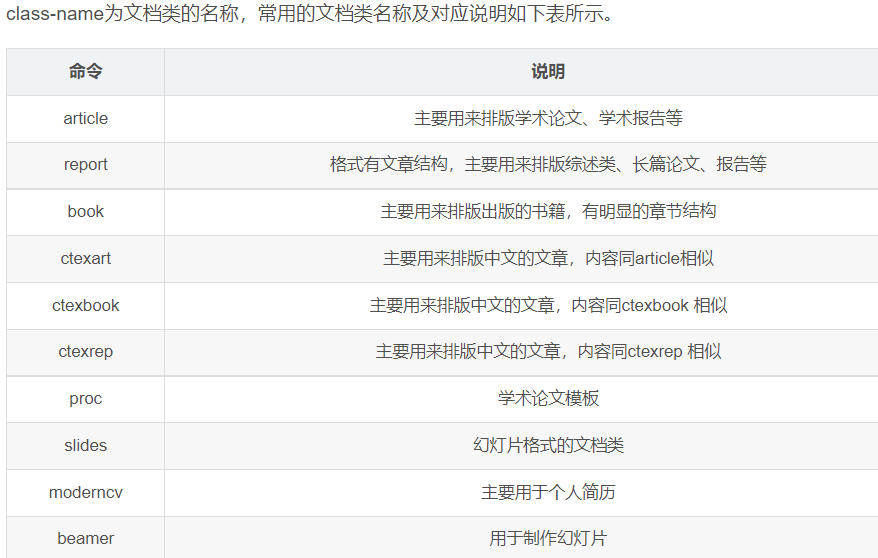 class-name为文档类的名称，常用的文档类名称及对应说明如下表所示。
命令 说明
article 主要用来排版学术论文、学术报告等
report 格式有文章结构，主要用来排版综述类、长篇论文、报告等
book 主要用来排版出版的书籍，有明显的章节结构
ctexart 主要用来排版中文的文章，内容同article相似
ctexbook 主要用来排版中文的文章，内容同ctexbook 相似
ctexrep 主要用来排版中文的文章，内容同ctexrep 相似
proc 学术论文模板
slides 幻灯片格式的文档类
moderncv 主要用于个人简历
beamer 用于制作幻灯片